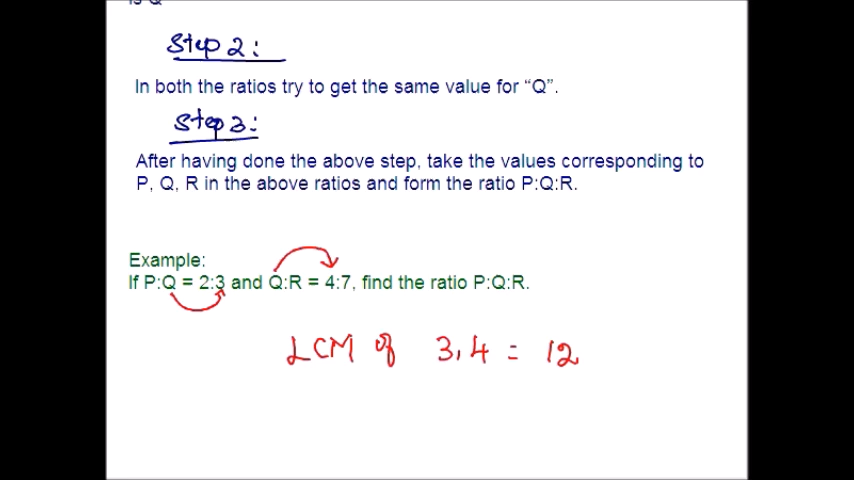 is Q
Step 2:
In both the ratios try to get the same value for “Q”.
Step 3:
After having done the above step, take the values corresponding to
P, Q, R in the above ratios and form the ratio P:Q:R.
Example:
If P:Q = 2:3 and Q:R = 4:7, find the ratio P:Q:R.
LCM of 3,4 = 12